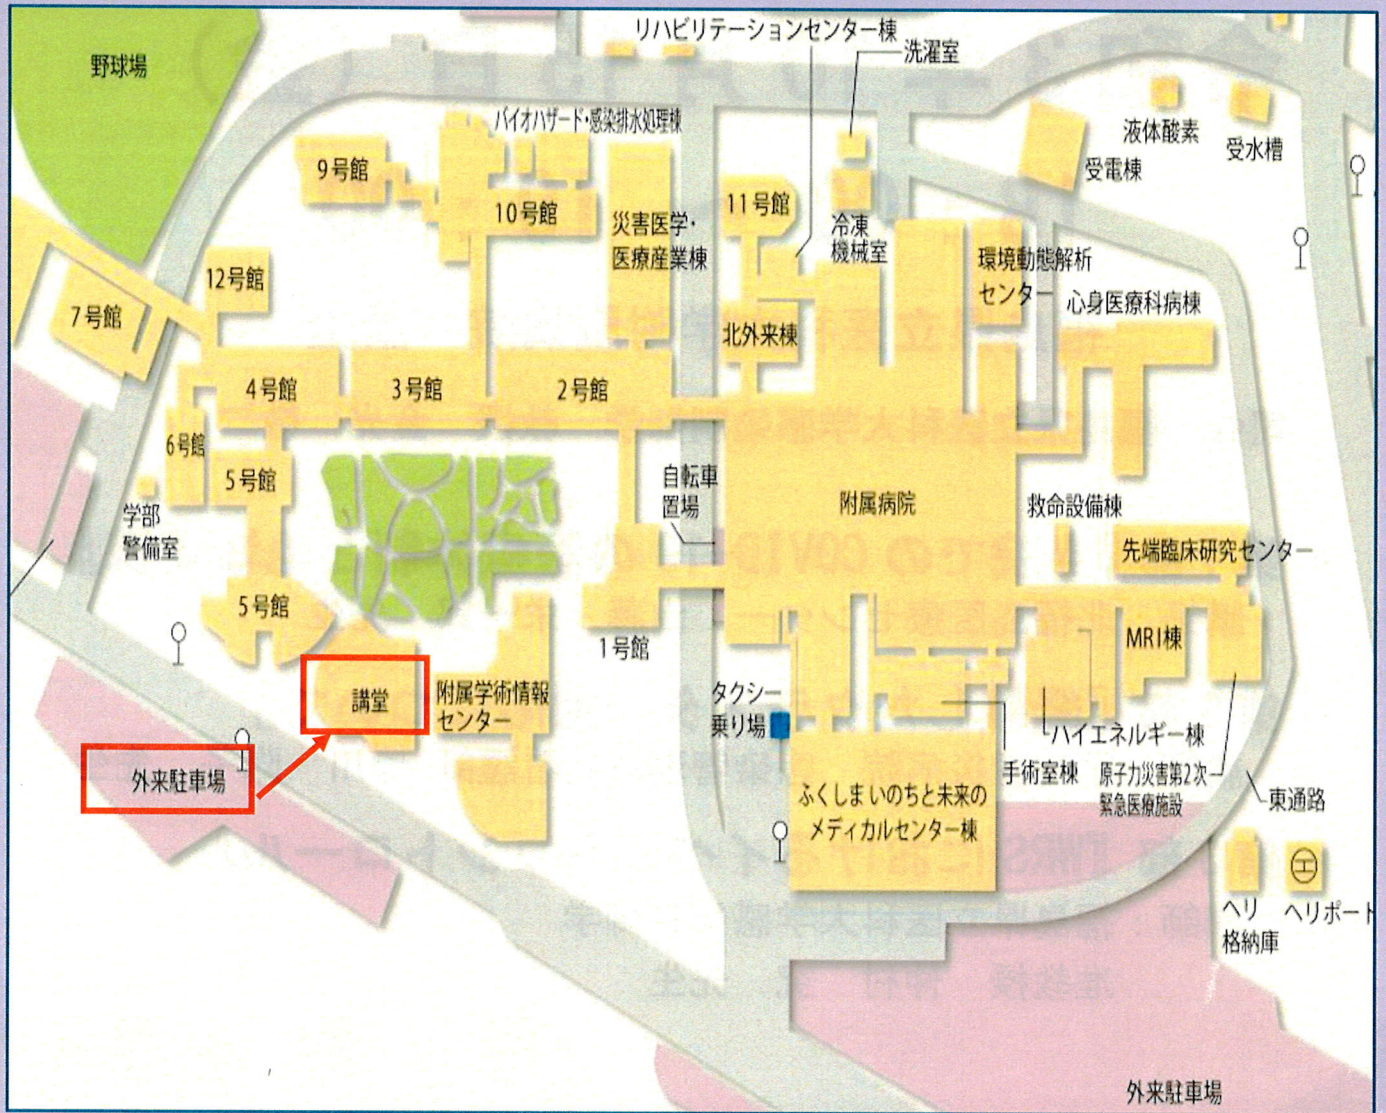 リハビリテーションセンター棟
洗濯室
野球場
バイオハザード・感染排水処理棟
液体酸素
受水槽
受電棟
9号館
10号館
災害医学・
医療産業棟
11号館
冷凍
機械室
環境動態解析
センター
心身医療科病棟
12号館
7号館
北外来棟
4号館
3号館
2号館
6号館
5号館
自転車
置場
附属病院
救命設備棟
学部
警備室
先端臨床研究センター
5号館
1号館
MRI棟
講堂
附属学術情報
センター
タクシー
乗り場
ハイエネルギー棟
外来駐車場
手術室棟
原子力災害第2次
緊急医療施設
東通路
ふくしまいのちと未来の
メディカルセンター棟
ヘリ
格納庫
ヘリポート
外来駐車場